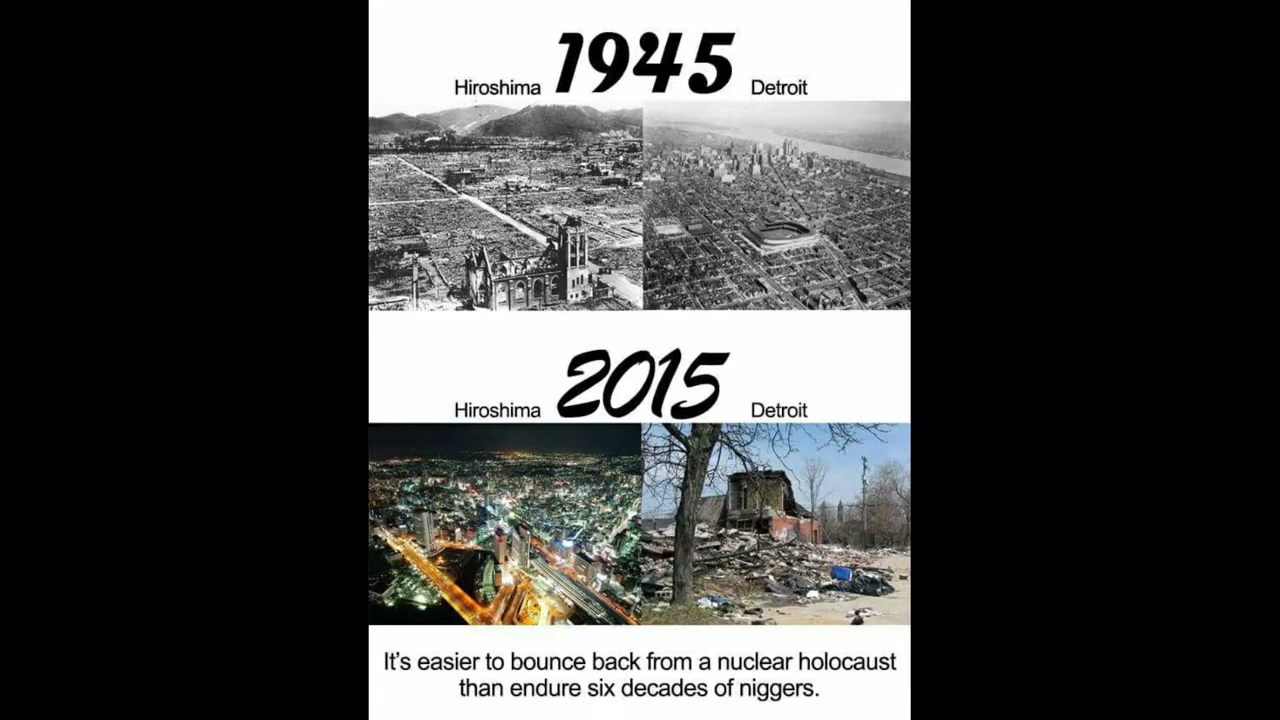 1945
Hiroshima Detroit
2015
Hiroshima Detroit
It's easier to bounce back from a nuclear holocaust
than endure six decades of niggers.